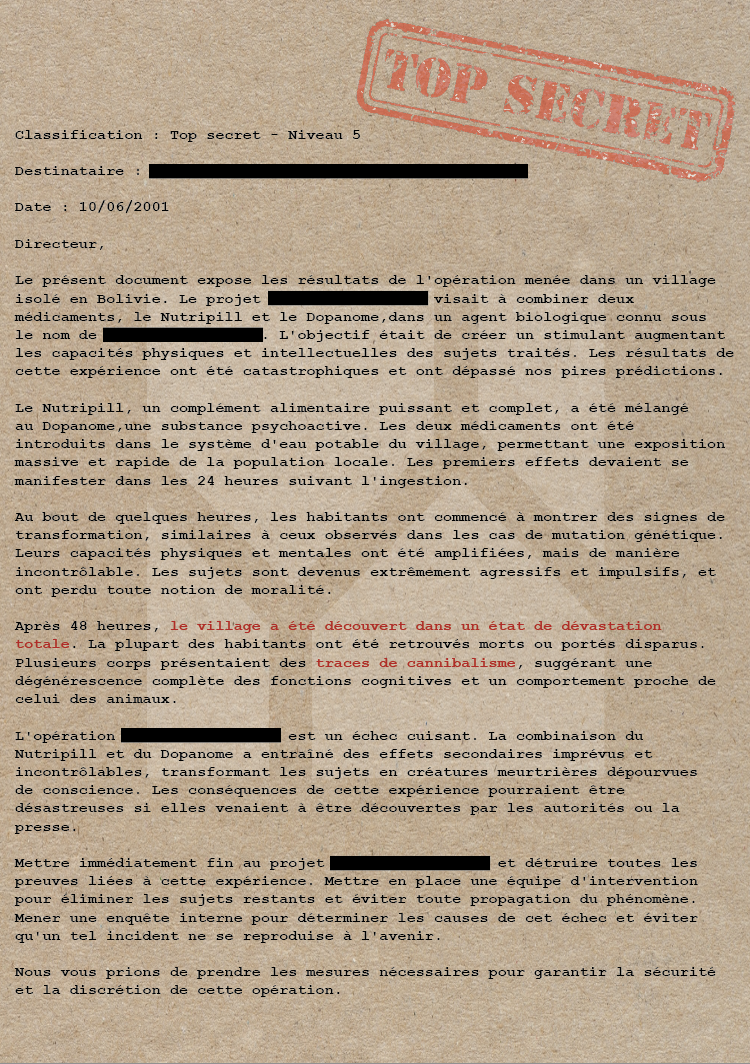 TOP SECRET
Classification : Top secret - Niveau 5
Destinataire :
Date : 10/06/2001
Directeur,
Le présent document expose les résultats de l'opération menée dans un village
isolé en Bolivie. Le projet visait à combiner deux
médicaments, le Nutripill et le Dopanome,dans un agent biologique connu sous
le nom de . L'objectif était de créer un stimulant augmentant
les capacités physiques et intellectuelles des sujets traités. Les résultats de
cette expérience ont été catastrophiques et ont dépassé nos pires prédictions.
Le Nutripill, un complément alimentaire puissant et complet, a été mélangé
au Dopanome,une substance psychoactive. Les deux médicaments ont été
introduits dans le système d'eau potable du village, permettant une exposition
massive et rapide de la population locale. Les premiers effets devaient se
manifester dans les 24 heures suivant l'ingestion.
Au bout de quelques heures, les habitants ont commencé à montrer des signes de
transformation, similaires à ceux observés dans les cas de mutation génétique.
Leurs capacités physiques et mentales ont été amplifiées, mais de manière
incontrôlable. Les sujets sont devenus extrêmement agressifs et impulsifs, et
ont perdu toute notion de moralité.
Après 48 heures, le village a été découvert dans un état de dévastation
totale. La plupart des habitants ont été retrouvés morts ou portés disparus.
Plusieurs corps présentaient des traces de cannibalisme, suggérant une
dégénérescence complète des fonctions cognitives et un comportement proche de
celui des animaux.
L'opération est un échec cuisant. La combinaison du
Nutripill et du Dopanome a entraîné des effets secondaires imprévus et
incontrôlables, transformant les sujets en créatures meurtrières dépourvues
de conscience. Les conséquences de cette expérience pourraient être
désastreuses si elles venaient à être découvertes par les autorités ou la
presse.
Mettre immédiatement fin au projet et détruire toutes les
preuves liées à cette expérience. Mettre en place une équipe d'intervention
pour éliminer les sujets restants et éviter toute propagation du phénomène.
Mener une enquête interne pour déterminer les causes de cet échec et éviter
qu'un tel incident ne se reproduise à l'avenir.
Nous vous prions de prendre les mesures nécessaires pour garantir la sécurité
et la discrétion de cette opération.